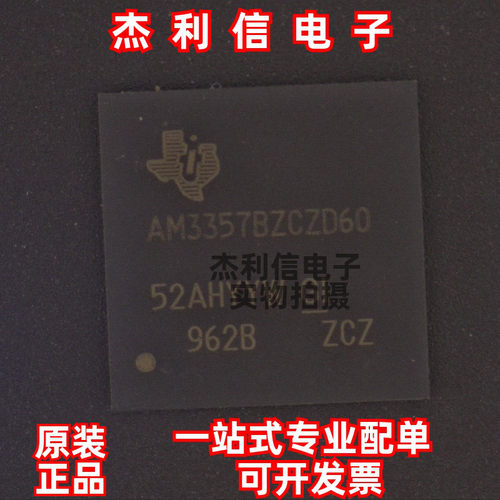 杰利信电子
AM3357BZCZD60
杰利信电子
52AHY
实物拍摄
962B ZCZ
原装
正品
一站式专业配单
可开发票